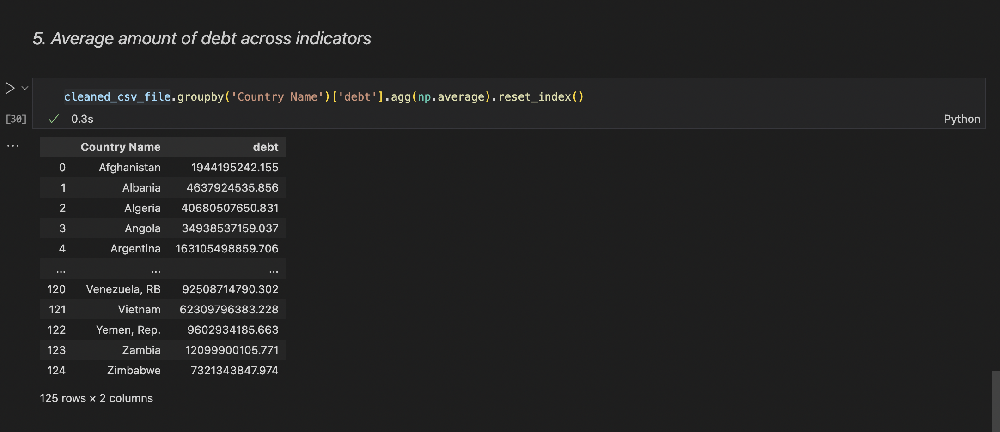 5. Average amount of debt across indicators
cleaned_csv_file.groupby('Country Name')['debt'].agg(np.average).reset_index()
[30]
0.3s
Python
...
Country Name debt
0 Afghanistan 1944195242.155
1 Albania 4637924535.856
2 Algeria 40680507650.831
3 Angola 34938537159.037
4 Argentina 163105498859.706
... ... ...
120 Venezuela, RB 92508714790.302
121 Vietnam 62309796383.228
122 Yemen, Rep. 9602934185.663
123 Zambia 12099900105.771
124 Zimbabwe 7321343847.974
125 rows × 2 columns